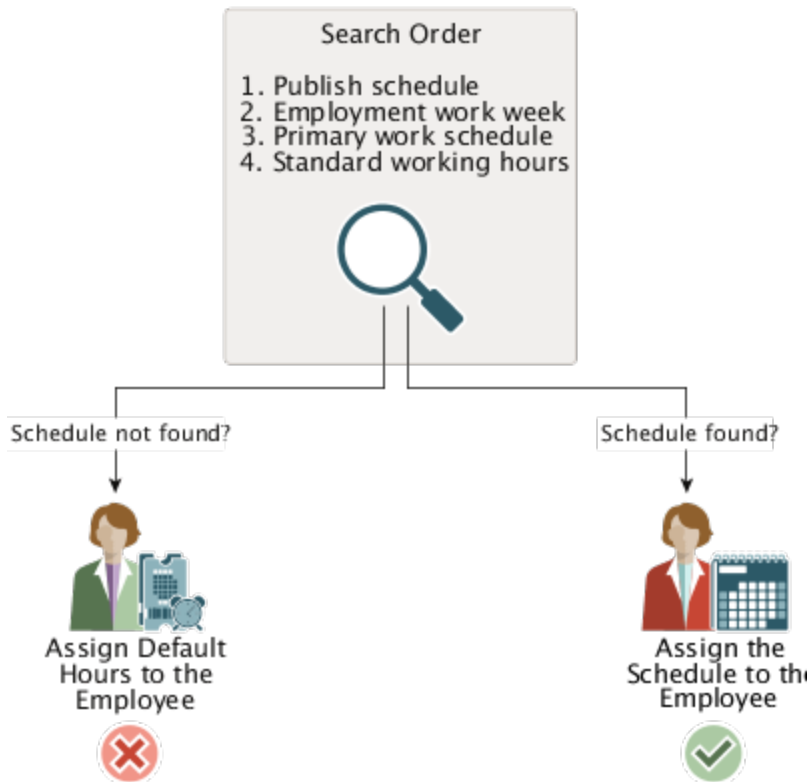 Search Order
1. Publish schedule
2. Employment work week
3. Primary work schedule
4. Standard working hours
Schedule not found?
Schedule found?
Assign Default
Hours to the
Employee
Assign the
Schedule to the
Employee